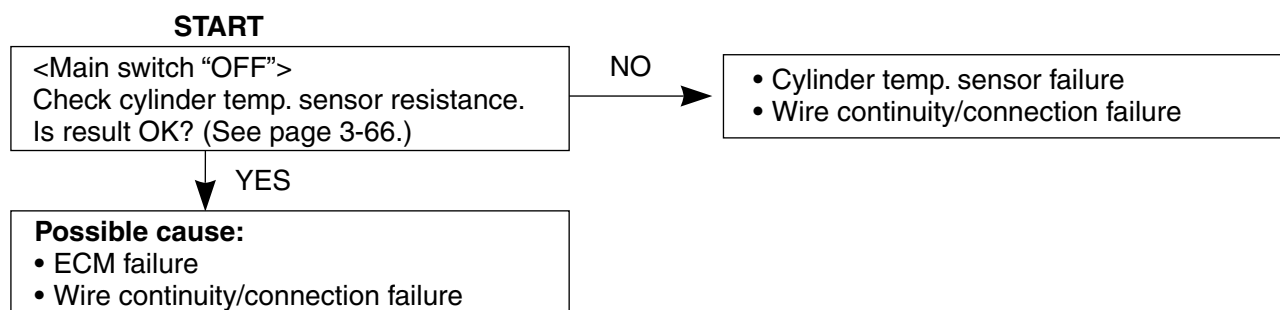 START
<Main switch “OFF”>
Check cylinder temp. sensor resistance.
Is result OK? (See page 3-66.)
NO
• Cylinder temp. sensor failure
• Wire continuity/connection failure
YES
Possible cause:
• ECM failure
• Wire continuity/connection failure